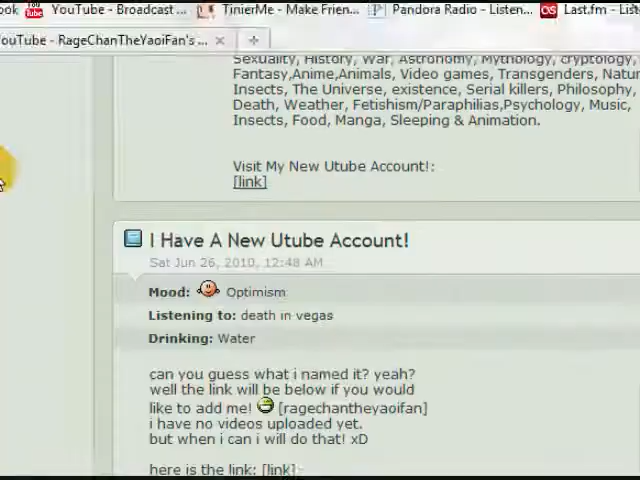 ook YouTube - Broadcast ... TinierMe - Make Frien... Pandora Radio - Listen... Last.fm - Liste
ouTube - RageChanTheYaoiFan's ...
Sexuality, History, War, Astronomy, Mythology, cryptology,
Fantasy,Anime,Animals, Video games, Transgenders, Natur
Insects, The Universe, existence, Serial killers, Philosophy,
Death, Weather, Fetishism/Paraphilias,Psychology, Music,
Insects, Food, Manga, Sleeping & Animation.
Visit My New Utube Account!:
[link]
I Have A New Utube Account!
Sat Jun 26, 2010, 12:48 AM
Mood: Optimism
Listening to: death in vegas
Drinking: Water
can you guess what i named it? yeah?
well the link will be below if you would
like to add me! [ragechantheyaoifan]
i have no videos uploaded yet.
but when i can i will do that! xD
here is the link: [link]